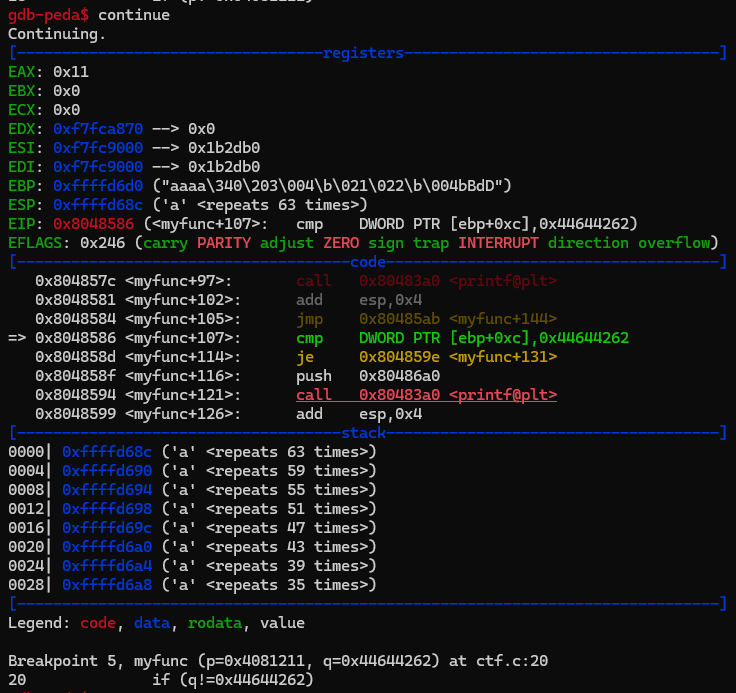 gdb-peda$ continue
Continuing.
[----------------------------------registers-----------------------------------]
EAX: 0x11
EBX: 0x0
ECX: 0x0
EDX: 0xf7fca870 --> 0x0
ESI: 0xf7fc9000 --> 0x1b2db0
EDI: 0xf7fc9000 --> 0x1b2db0
EBP: 0xffffd6d0 ("aaaa\340\203\004\b\021\022\b\004bBdD")
ESP: 0xffffd68c ('a' <repeats 63 times>)
EIP: 0x8048586 (<myfunc+107>:   cmp    DWORD PTR [ebp+0xc],0x44644262)
EFLAGS: 0x246 (carry PARITY adjust ZERO sign trap INTERRUPT direction overflow)
[-------------------------------------code-------------------------------------]
   0x804857c <myfunc+97>:       call   0x80483a0 <printf@plt>
   0x8048581 <myfunc+102>:      add    esp,0x4
   0x8048584 <myfunc+105>:      jmp    0x80485ab <myfunc+144>
=> 0x8048586 <myfunc+107>:      cmp    DWORD PTR [ebp+0xc],0x44644262
   0x804858d <myfunc+114>:      je     0x804859e <myfunc+131>
   0x804858f <myfunc+116>:      push   0x80486a0
   0x8048594 <myfunc+121>:      call   0x80483a0 <printf@plt>
   0x8048599 <myfunc+126>:      add    esp,0x4
[------------------------------------stack-------------------------------------]
0000| 0xffffd68c ('a' <repeats 63 times>)
0004| 0xffffd690 ('a' <repeats 59 times>)
0008| 0xffffd694 ('a' <repeats 55 times>)
0012| 0xffffd698 ('a' <repeats 51 times>)
0016| 0xffffd69c ('a' <repeats 47 times>)
0020| 0xffffd6a0 ('a' <repeats 43 times>)
0024| 0xffffd6a4 ('a' <repeats 39 times>)
0028| 0xffffd6a8 ('a' <repeats 35 times>)
[------------------------------------------------------------------------------]
Legend: code, data, rodata, value

Breakpoint 5, myfunc (p=0x4081211, q=0x44644262) at ctf.c:20
20              if (q!=0x44644262)